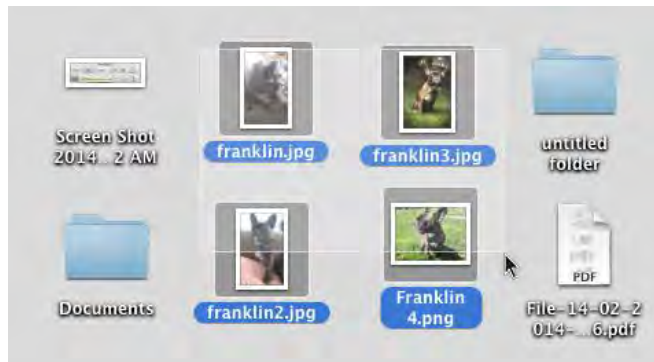 Screen Shot
2014...2 AM
franklin.jpg
franklin3.jpg
untitled
folder
Documents
franklin2.jpg
Franklin
4.png
PDF
File-14-02-2
014-...6.pdf